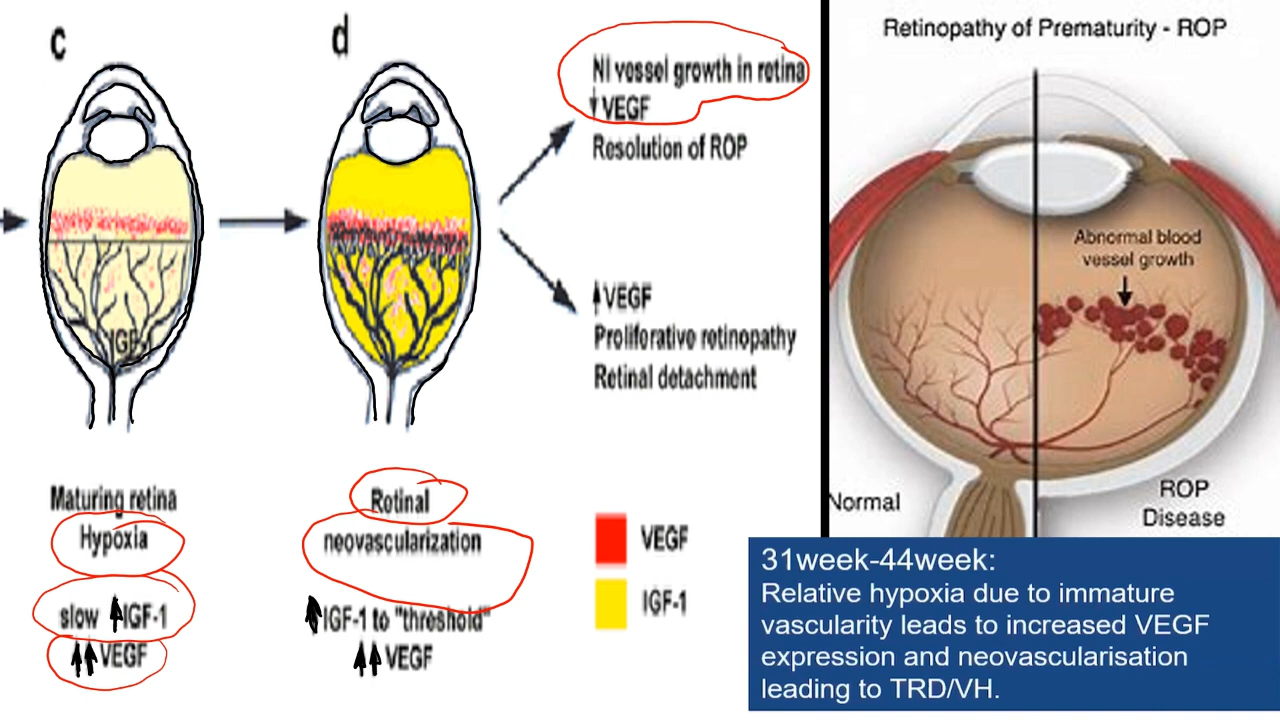 c
d
Nl vessel growth in retina
↓VEGF
Resolution of ROP
↑VEGF
Proliferative retinopathy
Retinal detachment
IGF-1
Maturing retina
Hypoxia
slow ↑IGF-1
↑↑VEGF
Rotinal
neovascularization
↑IGF-1 to "threshold"
↑↑VEGF
VEGF
IGF-1
Retinopathy of Prematurity - ROP
Abnormal blood
vessel growth
Normal
ROP
Disease
31week-44week:
Relative hypoxia due to immature
vascularity leads to increased VEGF
expression and neovascularisation
leading to TRD/VH.